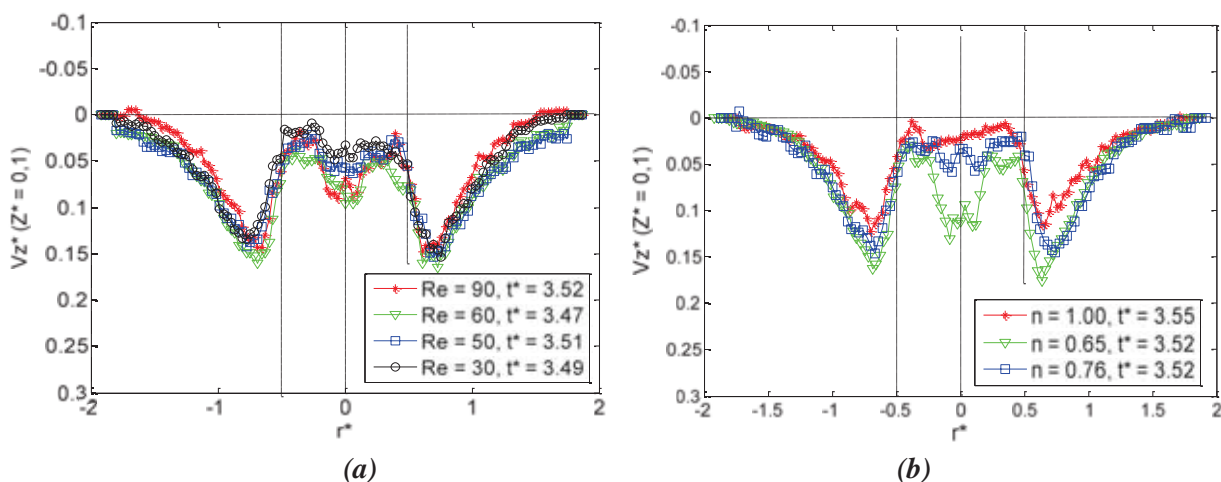 -0.1
-0.05
0
0.05
0.1
0.15
0.2
0.25
0.3
Vz* (Z* = 0,1)
-2
-1
0
1
2
r*
Re = 90, t* = 3.52
Re = 60, t* = 3.47
Re = 50, t* = 3.51
Re = 30, t* = 3.49
(a)
-0.1
-0.05
0
0.05
0.1
0.15
0.2
0.25
0.3
Vz* (Z* = 0,1)
-2
-1.5
-1
-0.5
0
0.5
1
1.5
2
r*
n = 1.00, t* = 3.55
n = 0.65, t* = 3.52
n = 0.76, t* = 3.52
(b)